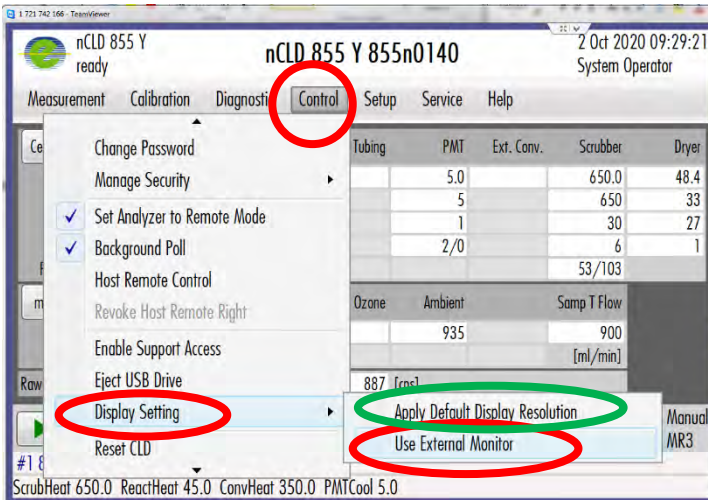 1 721 742 166 - TeamViewer
nCLD 855 Y
ready
nCLD 855 Y 855n0140
2 Oct 2020 09:29:21
System Operator
Measurement Calibration Diagnosti Control Setup Service Help
Ce
Tubing PMT Ext. Conv. Scrubber Dryer
Change Password
5.0 650.0 48.4
Manage Security
5 650 33
Set Analyzer to Remote Mode
1 30 27
Background Poll
2/0 6 1
Host Remote Control
53/103
m
Revoke Host Remote Right
Ozone Ambient Samp T Flow
935 900
Enable Support Access
[ml/min]
Eject USB Drive
Raw
887 [cps]
Display Setting
Apply Default Display Resolution
Manual
Reset CLD
Use External Monitor
MR3
#1 8
ScrubHeat 650.0 ReactHeat 45.0 ConvHeat 350.0 PMTCool 5.0